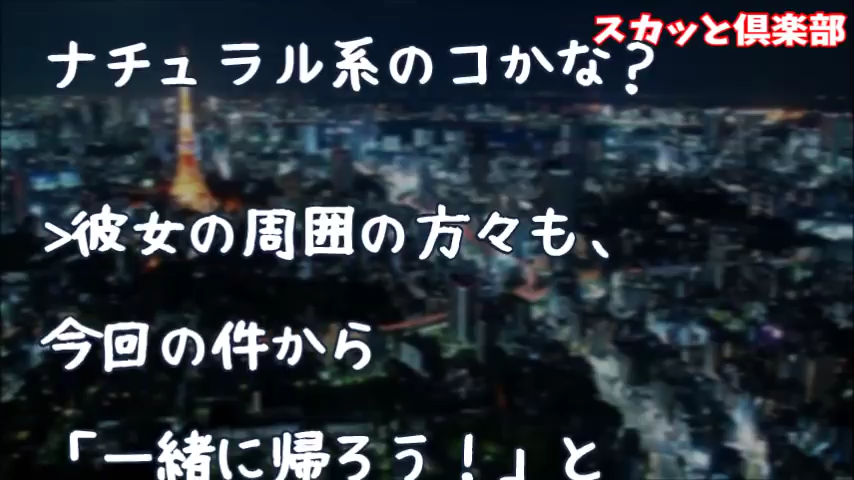 スカッと倶楽部
ナチュラル系のコかな？
>彼女の周囲の方々も、
今回の件から
「一緒に帰ろう！」と